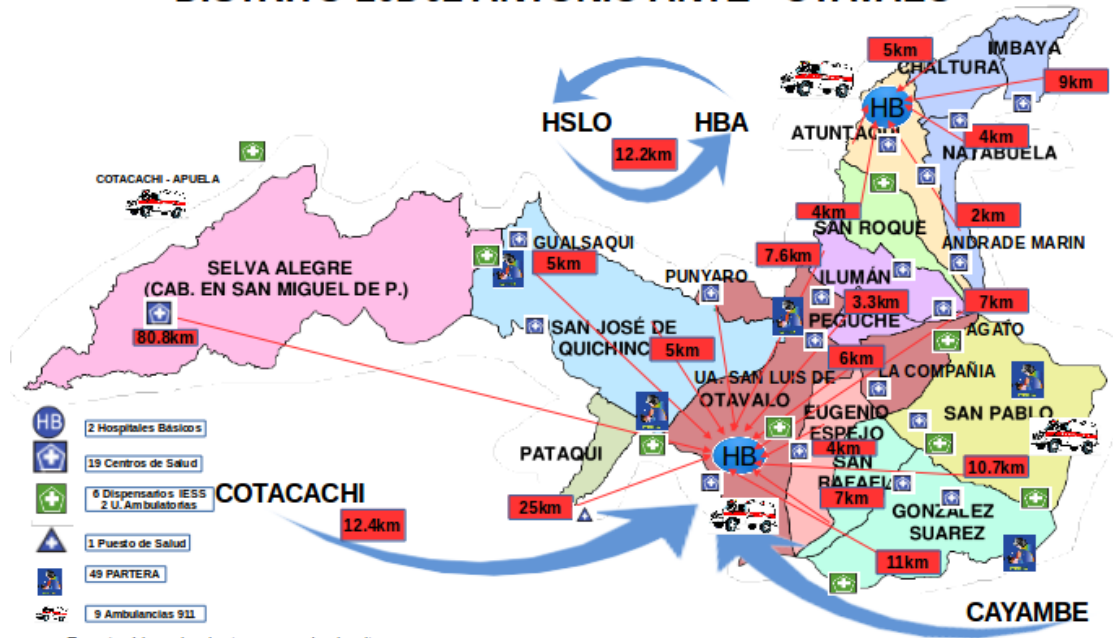 IMBAYA
5km
CHALTURA
9km
HB
HSLO
HBA
12.2km
4km
NATABUELA
COTACACHI - APUELA
4km
2km
SAN ROQUE
ANDRADE MARIN
GUALSAQUI
7.6km
5km
ILUMÁN
PUNYARO
SELVA ALEGRE
(CAB. EN SAN MIGUEL DE P.)
3.3km
7km
PEGUCHE
AGATO
80.8km
SAN JOSÉ DE
5km
6km
LA COMPAÑIA
UA. SAN LUIS DE
OTAVALO
EUGENIO
ESPEJO
SAN PABLO
HB
2 Hospitales Básicos
PATAQUI
HB
4km
SAN
10.7km
19 Centros de Salud
6 Dispensarios IESS
2 U. Ambulatorias
COTACACHI
12.4km
25km
7km
GONZALEZ
SUAREZ
1 Puesto de Salud
11km
49 PARTERA
9 Ambulancias 911
CAYAMBE